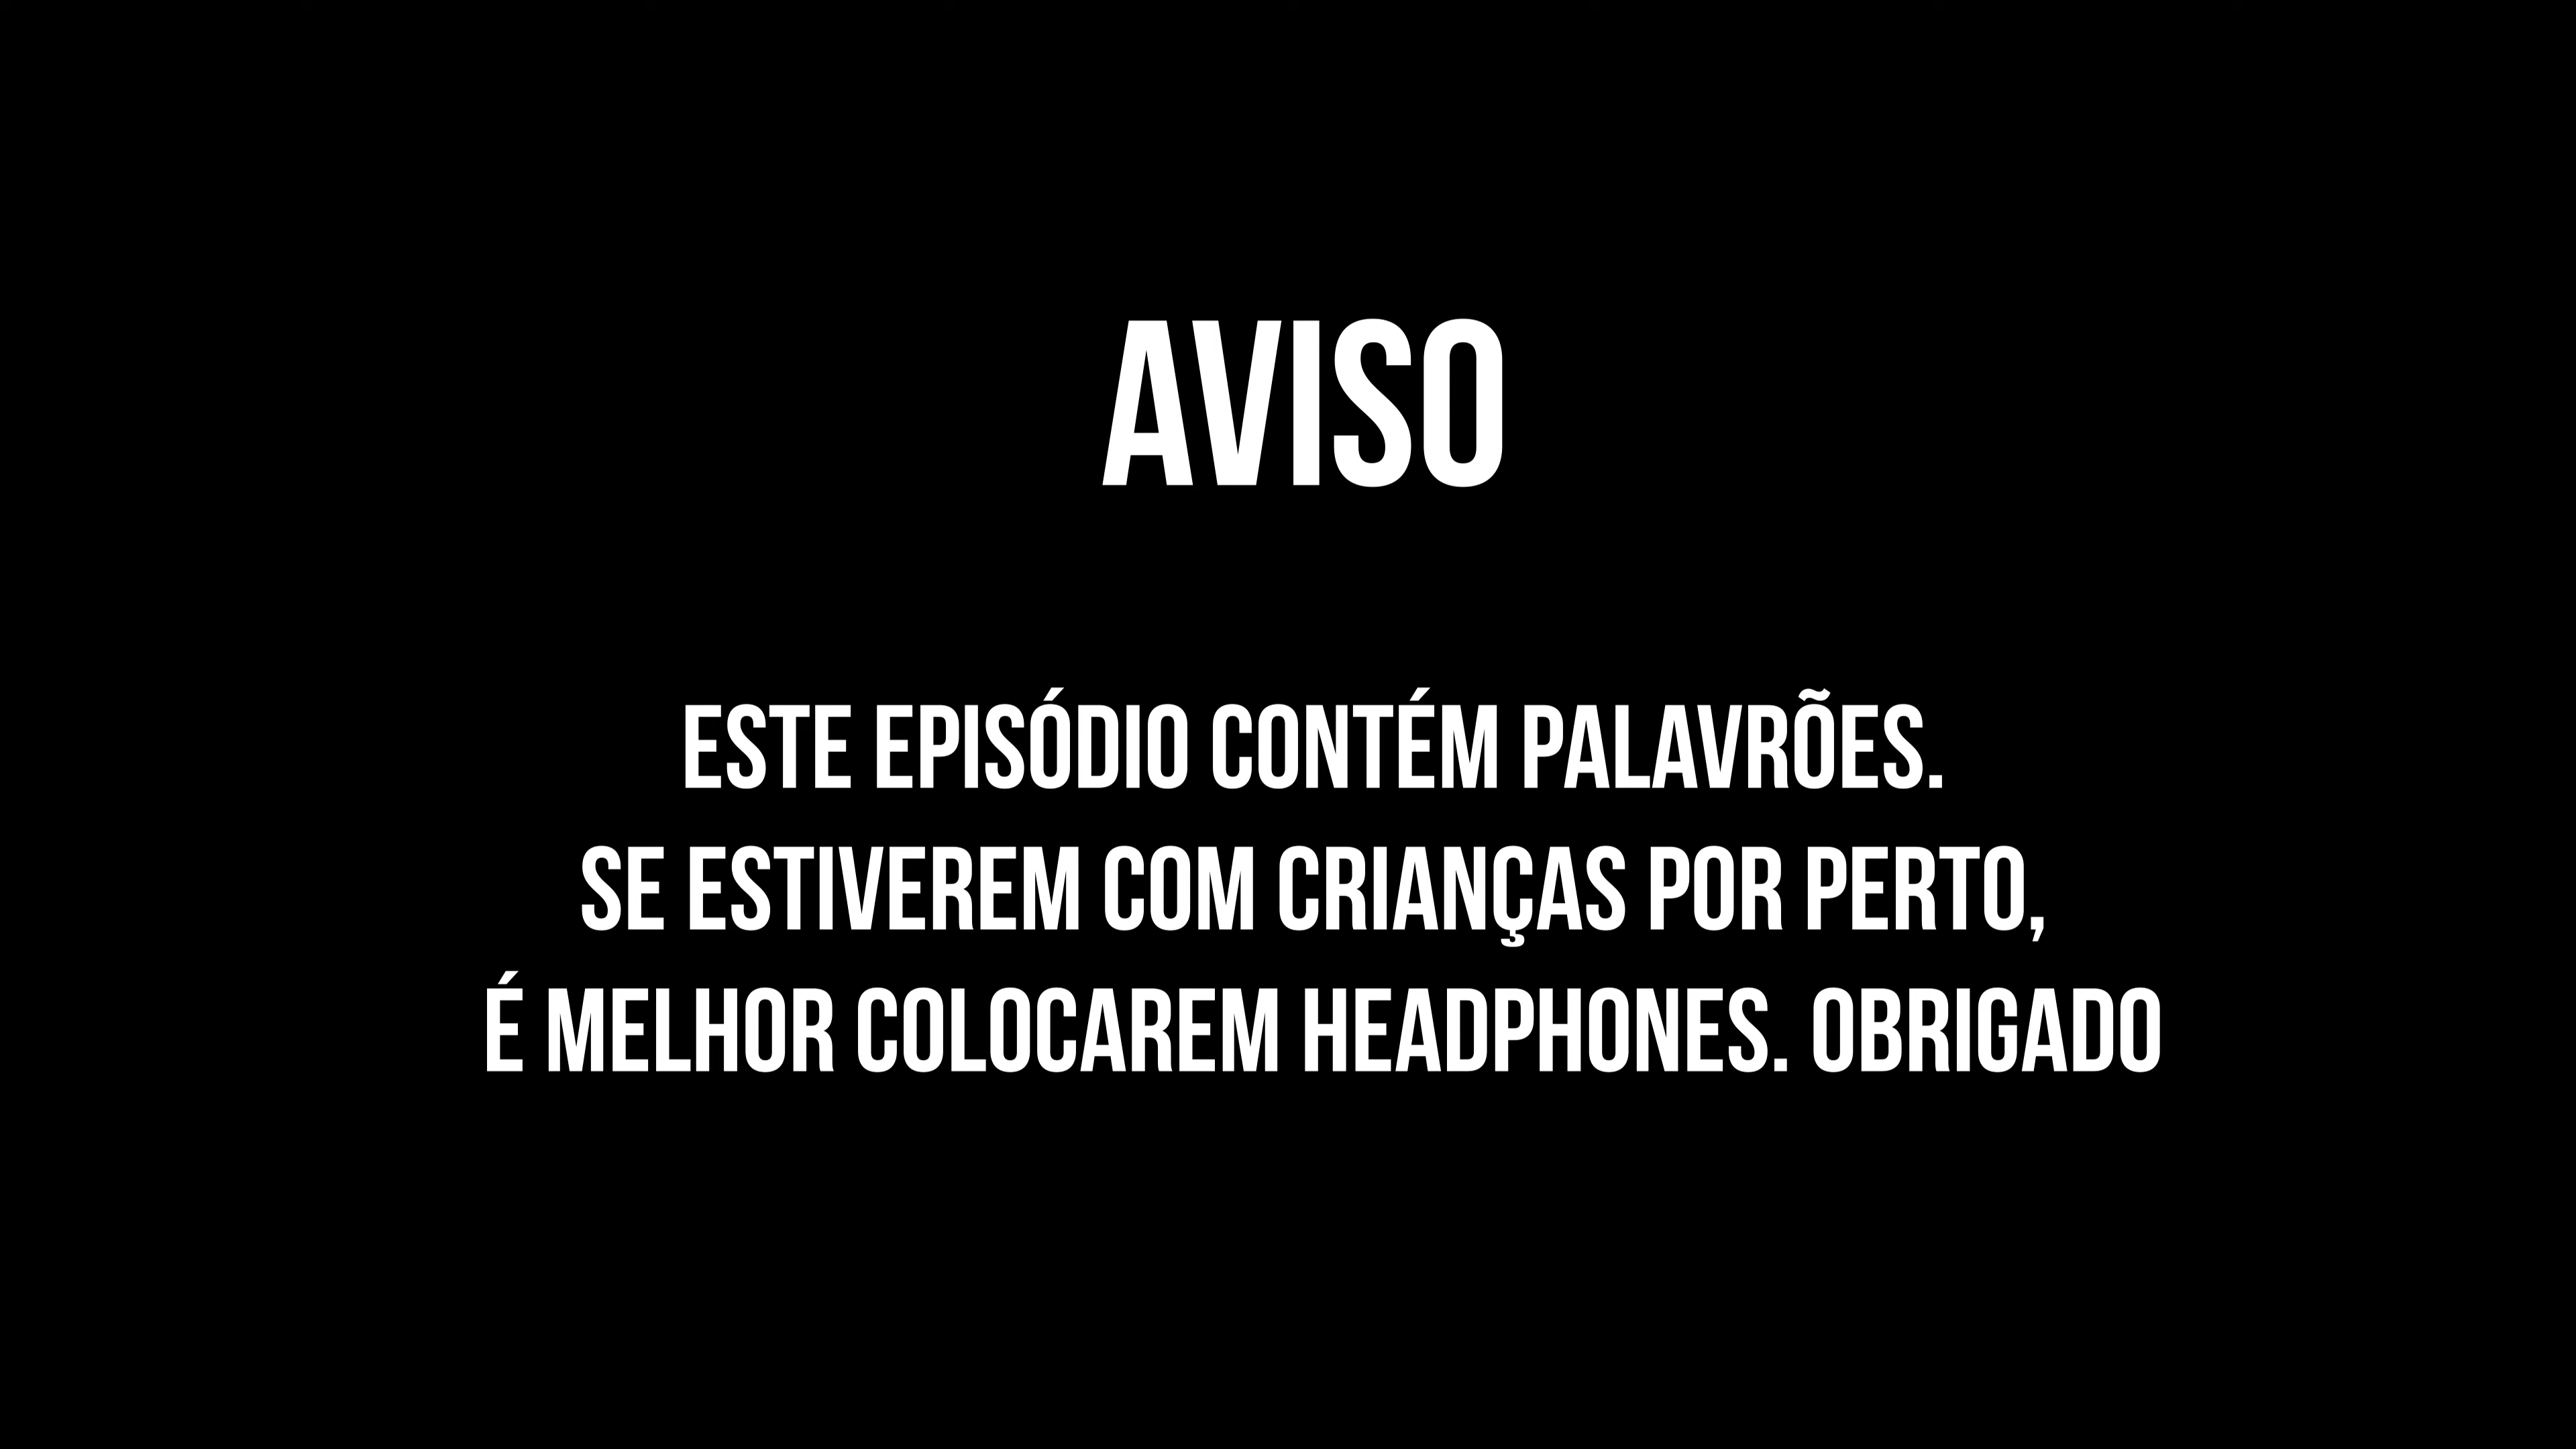 AVISO
ESTE EPISÓDIO CONTÉM PALAVRÕES.
SE ESTIVEREM COM CRIANÇAS POR PERTO,
É MELHOR COLOCAREM HEADPHONES. OBRIGADO